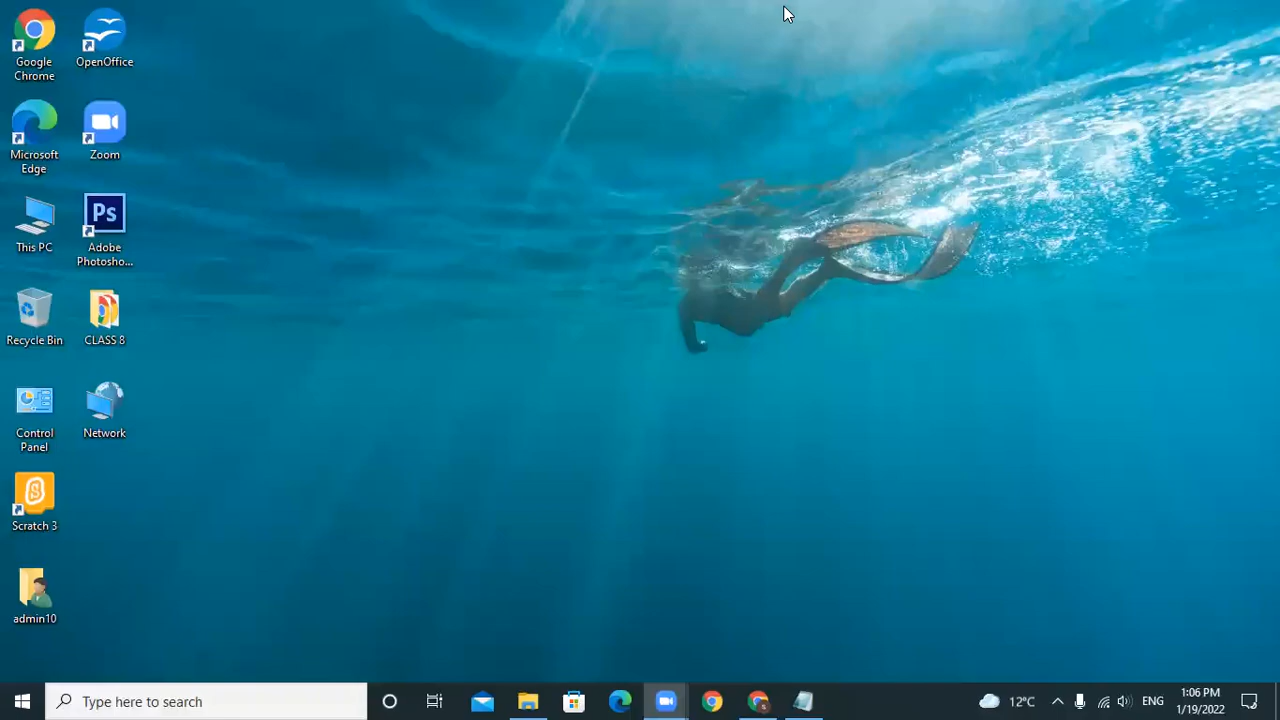 Google
Chrome
OpenOffice
Microsoft
Edge
Zoom
This PC
Ps
Adobe
Photosho...
Recycle Bin
CLASS 8
Control
Panel
Network
Scratch 3
admin10
Type here to search
12°C
ENG
1:06 PM
1/19/2022